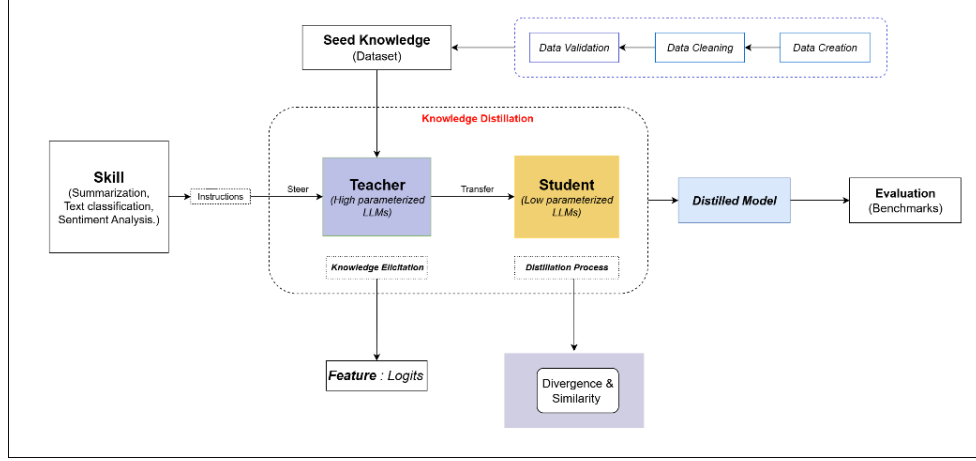 Seed Knowledge
(Dataset)
Data Validation
Data Cleaning
Data Creation
Knowledge Distillation
Skill
(Summarization,
Text classification,
Sentiment Analysis.)
Instructions
Steer
Teacher
(High parameterized
LLMs)
Transfer
Student
(Low parameterized
LLMs)
Distilled Model
Evaluation
(Benchmarks)
Knowledge Elicitation
Distillation Process
Feature : Logits
Divergence &
Similarity